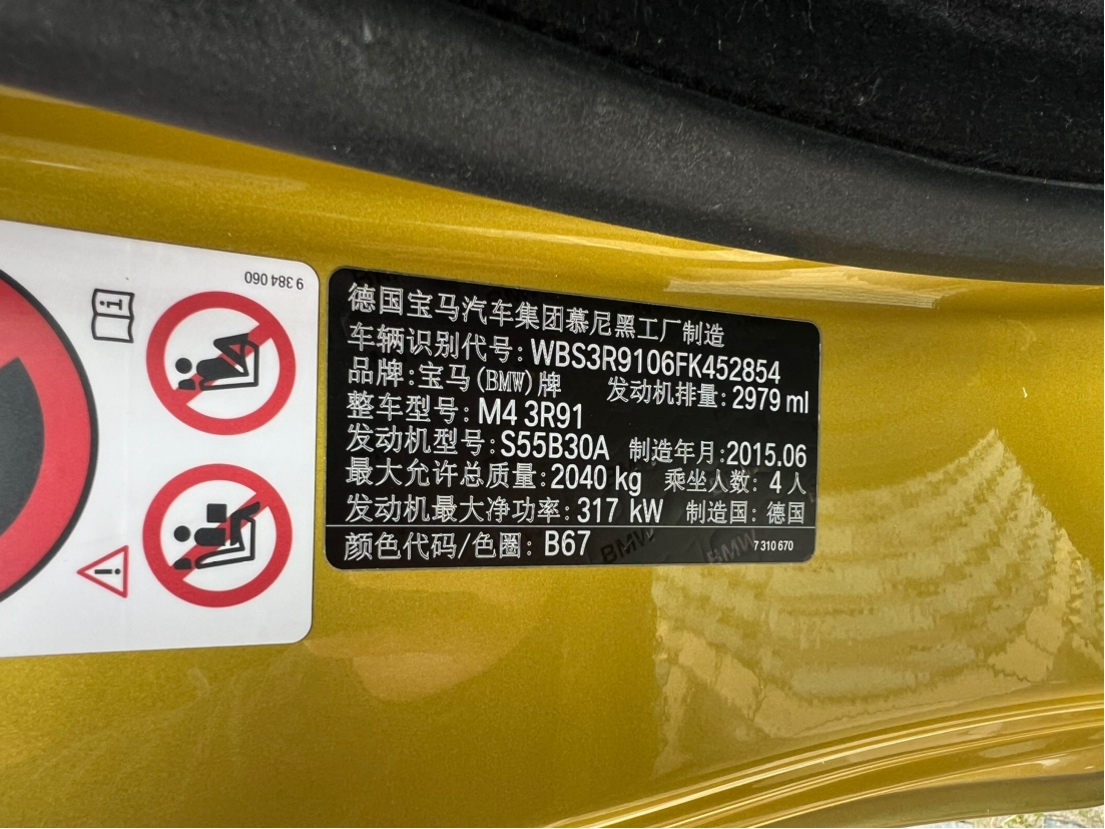 9 384 060
德国宝马汽车集团慕尼黑工厂制造
车辆识别代号: WBS3R9106FK452854
品牌: 宝马(BMW)牌 发动机排量: 2979 ml
整车型号: M4 3R91
发动机型号: S55B30A 制造年月: 2015.06
最大允许总质量: 2040 kg 乘坐人数: 4 人
发动机最大净功率: 317 kW 制造国: 德国
颜色代码/色圈: B67
BMW BMW
7 310 670